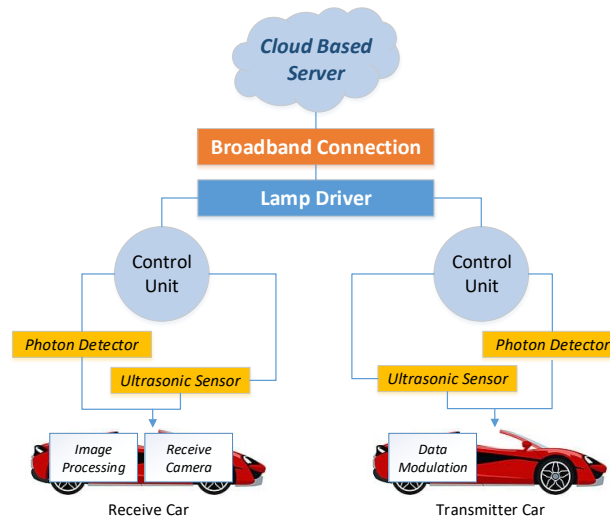 Cloud Based
Server
Broadband Connection
Lamp Driver
Control
Unit
Control
Unit
Photon Detector
Photon Detector
Ultrasonic Sensor
Ultrasonic Sensor
Image
Processing
Receive
Camera
Data
Modulation
Receive Car
Transmitter Car